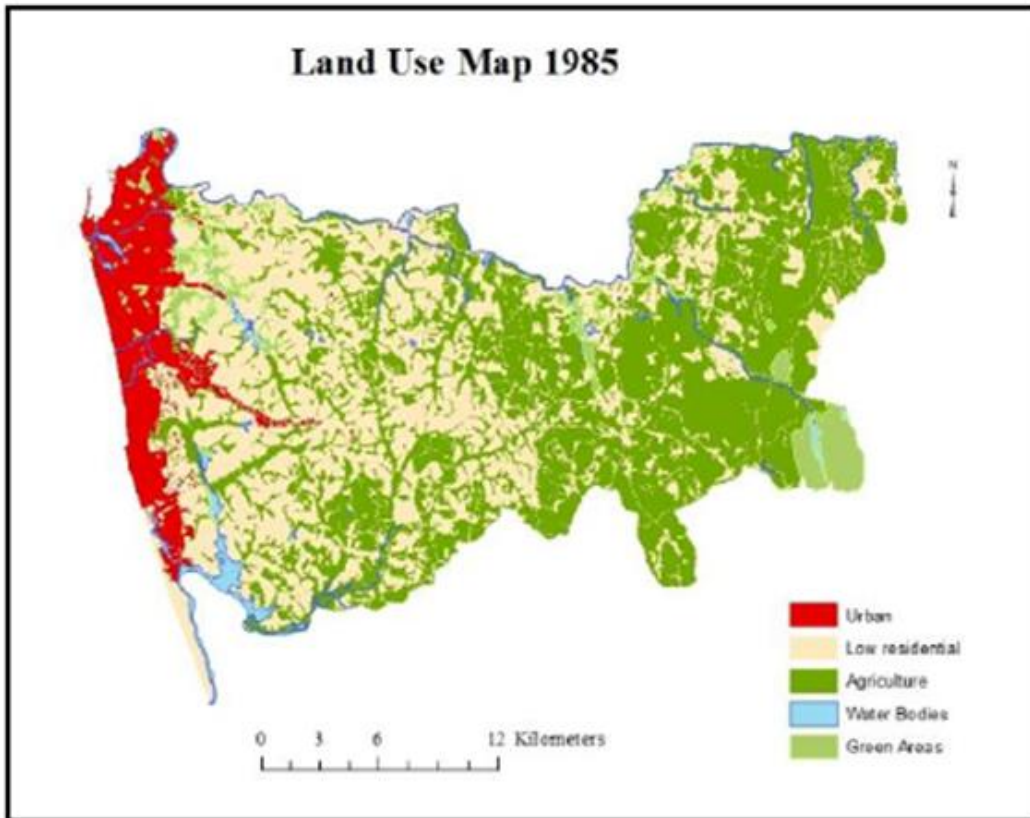 Land Use Map 1985
N
Urban
Low residential
Agriculture
Water Bodies
Green Areas
0 3 6 12 Kilometers